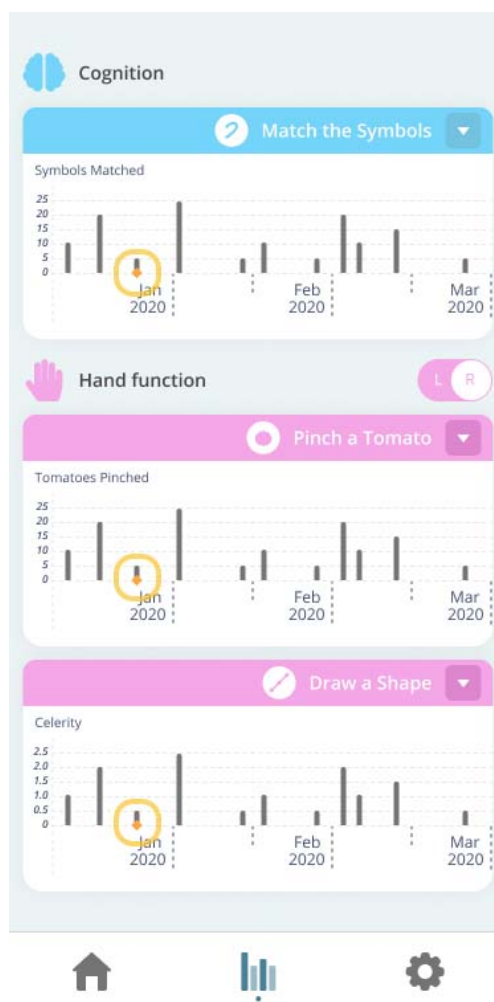 Cognition
Match the Symbols
Symbols Matched
25
20
15
10
5
0
Jan Feb Mar
2020 2020 2020
Hand function
L R
Pinch a Tomato
Tomatoes Pinched
25
20
15
10
5
0
Jan Feb Mar
2020 2020 2020
Draw a Shape
Celerity
2.5
2.0
1.5
1.0
0.5
0
Jan Feb Mar
2020 2020 2020